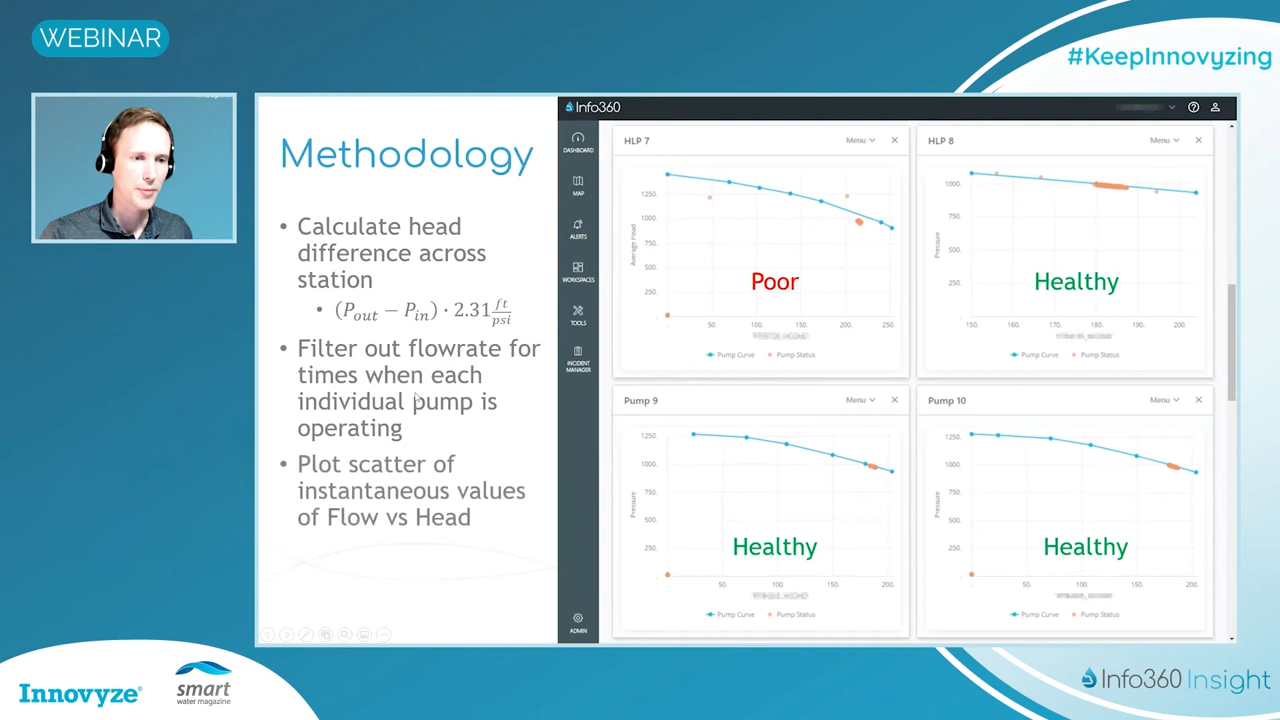 WEBINAR
#KeepInnovyzing
Methodology
• Calculate head
difference across
station
• (P_out − P_in) · 2.31 ft/psi
• Filter out flowrate for
times when each
individual pump is
operating
• Plot scatter of
instantaneous values
of Flow vs Head
Info360
DASHBOARD
MAP
ALERTS
WORKSPACES
TOOLS
INCIDENT
MANAGER
ADMIN
HLP 7
Menu
Average Head
1250.
1000.
750.
500.
250.
.
50.
100.
150.
200.
250.
Poor
Pump Curve
Pump Status
HLP 8
Menu
Pressure
1000.
750.
500.
250.
.
150.
160.
170.
180.
190.
200.
Healthy
Pump Curve
Pump Status
Pump 9
Menu
Pressure
1250.
1000.
750.
500.
250.
.
50.
100.
150.
200.
Healthy
Pump Curve
Pump Status
Pump 10
Menu
Pressure
1250.
1000.
750.
500.
250.
.
50.
100.
150.
200.
Healthy
Pump Curve
Pump Status
Innovyze®
smart
water magazine
Info360 Insight